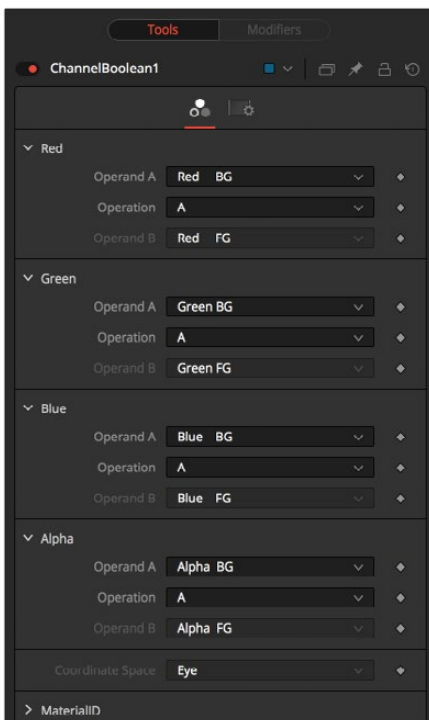 Tools Modifiers
ChannelBoolean1
Red
Operand A Red BG
Operation A
Operand B Red FG
Green
Operand A Green BG
Operation A
Operand B Green FG
Blue
Operand A Blue BG
Operation A
Operand B Blue FG
Alpha
Operand A Alpha BG
Operation A
Operand B Alpha FG
Coordinate Space Eye
MaterialID